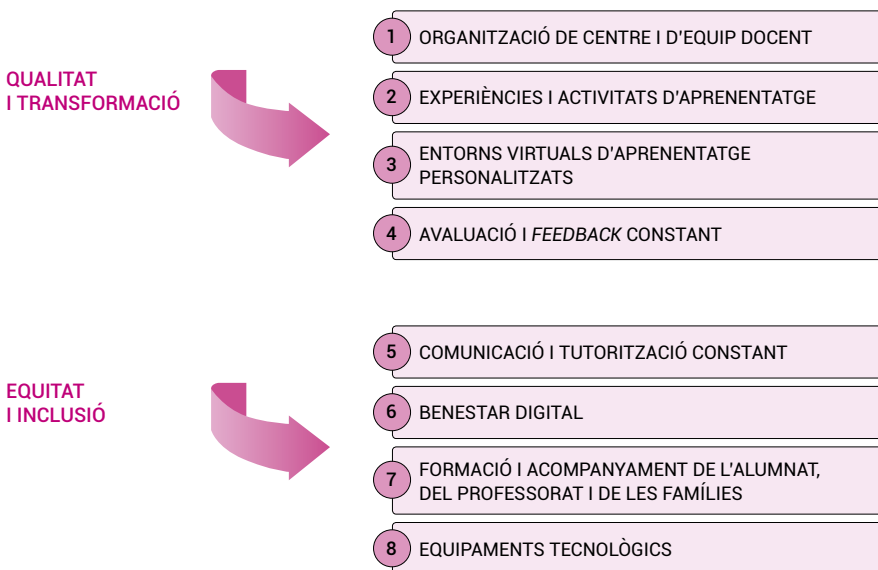 QUALITAT
I TRANSFORMACIÓ
1 ORGANITZACIÓ DE CENTRE I D'EQUIP DOCENT
2 EXPERIÈNCIES I ACTIVITATS D'APRENENTATGE
3 ENTORNS VIRTUALS D'APRENENTATGE
PERSONALITZATS
4 AVALUACIÓ I FEEDBACK CONSTANT
EQUITAT
I INCLUSIÓ
5 COMUNICACIÓ I TUTORITZACIÓ CONSTANT
6 BENESTAR DIGITAL
7 FORMACIÓ I ACOMPANYAMENT DE L'ALUMNAT,
DEL PROFESSORAT I DE LES FAMÍLIES
8 EQUIPAMENTS TECNOLÒGICS